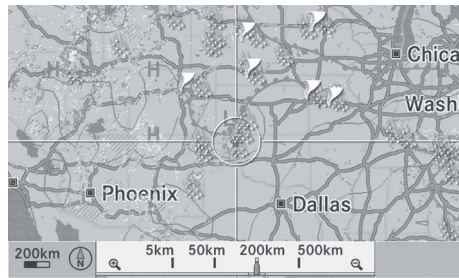 Chica
H
H
Wash
H
Phoenix
Dallas
200km
N
5km 50km 200km 500km